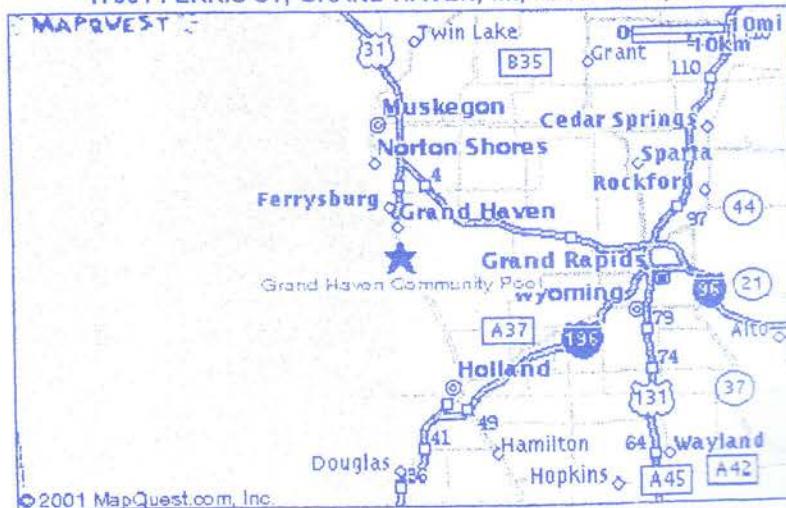 MAPQUEST
Twin Lake
0 10mi
10km
31
B35
Grant
110
Muskegon
Cedar Springs
Norton Shores
Sparta
4
Rockford
Ferrysburg
Grand Haven
97
44
Grand Rapids
Grand Haven Community Pool
Wyoming
96
21
79
A37
196
Alto
Holland
74
131
37
49
41
Hamilton
64
Wayland
Douglas
36
Hopkins
A45
A42
© 2001 MapQuest.com, Inc.